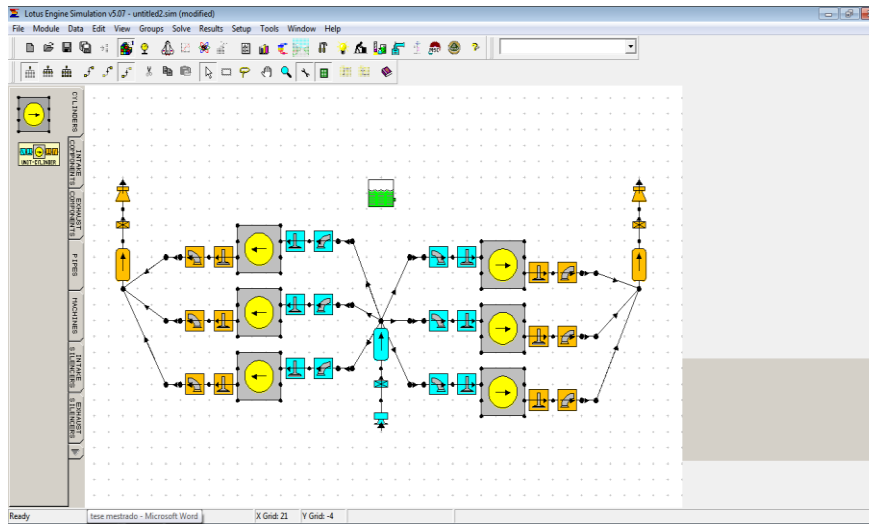 Lotus Engine Simulation v5.07 - untitled2.sim (modified)
File Module Data Edit View Groups Solve Results Setup Tools Window Help
CYLINDERS
UNIT-CYLINDER
INTAKE COMPONENTS
EXHAUST COMPONENTS
PIPES
MACHINES
INTAKE SILENCERS
EXHAUST SILENCERS
Ready tese mestrado - Microsoft Word X Grid: 21 Y Grid: -4